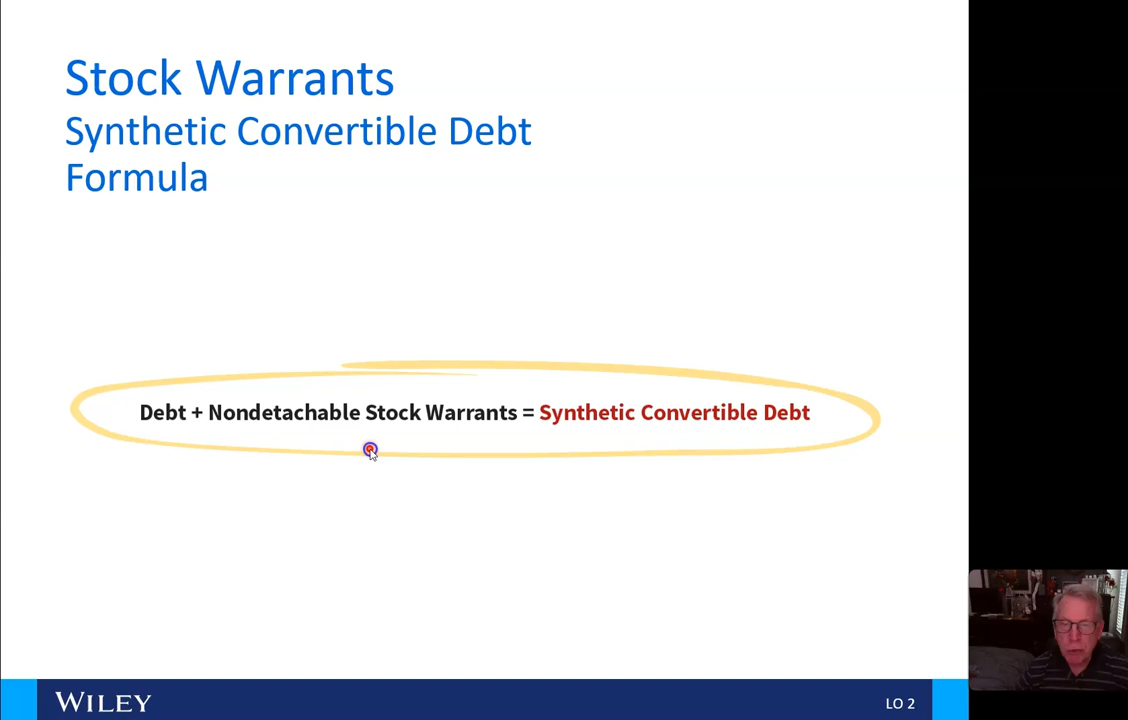 Stock Warrants
Synthetic Convertible Debt
Formula
Debt + Nondetachable Stock Warrants = Synthetic Convertible Debt
WILEY
LO 2